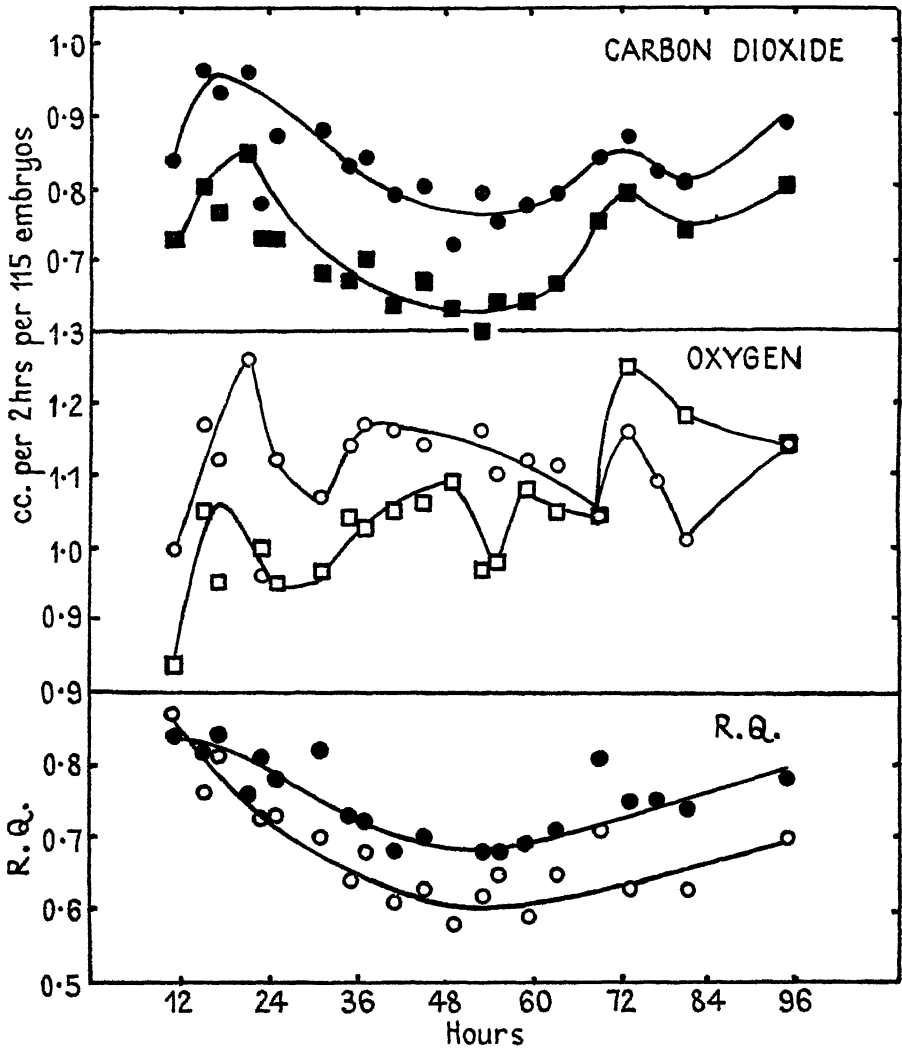 CARBON DIOXIDE
1·0
0·9
0·8
0·7
1·3
OXYGEN
1·2
1·1
1·0
0·9
0·9
R.Q.
0·8
0·7
0·6
0·5
cc. per 2hrs per 115 embryos
R.Q.
12 24 36 48 60 72 84 96
Hours